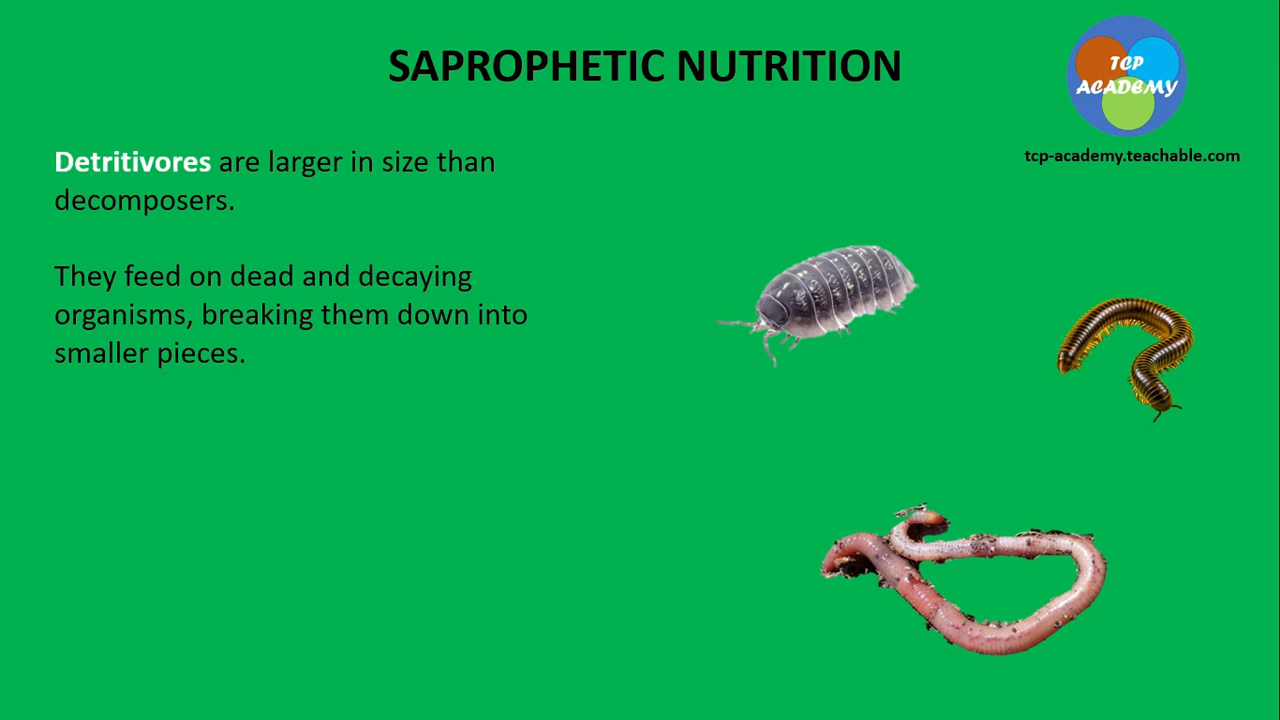 SAPROPHETIC NUTRITION
TCP
ACADEMY
tcp-academy.teachable.com
Detritivores are larger in size than
decomposers.
They feed on dead and decaying
organisms, breaking them down into
smaller pieces.